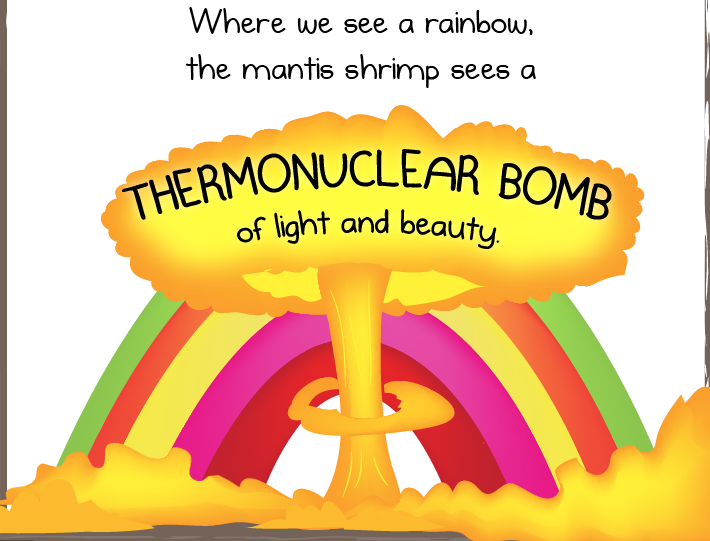 Where we see a rainbow,
the mantis shrimp sees a
THERMONUCLEAR BOMB
of light and beauty.